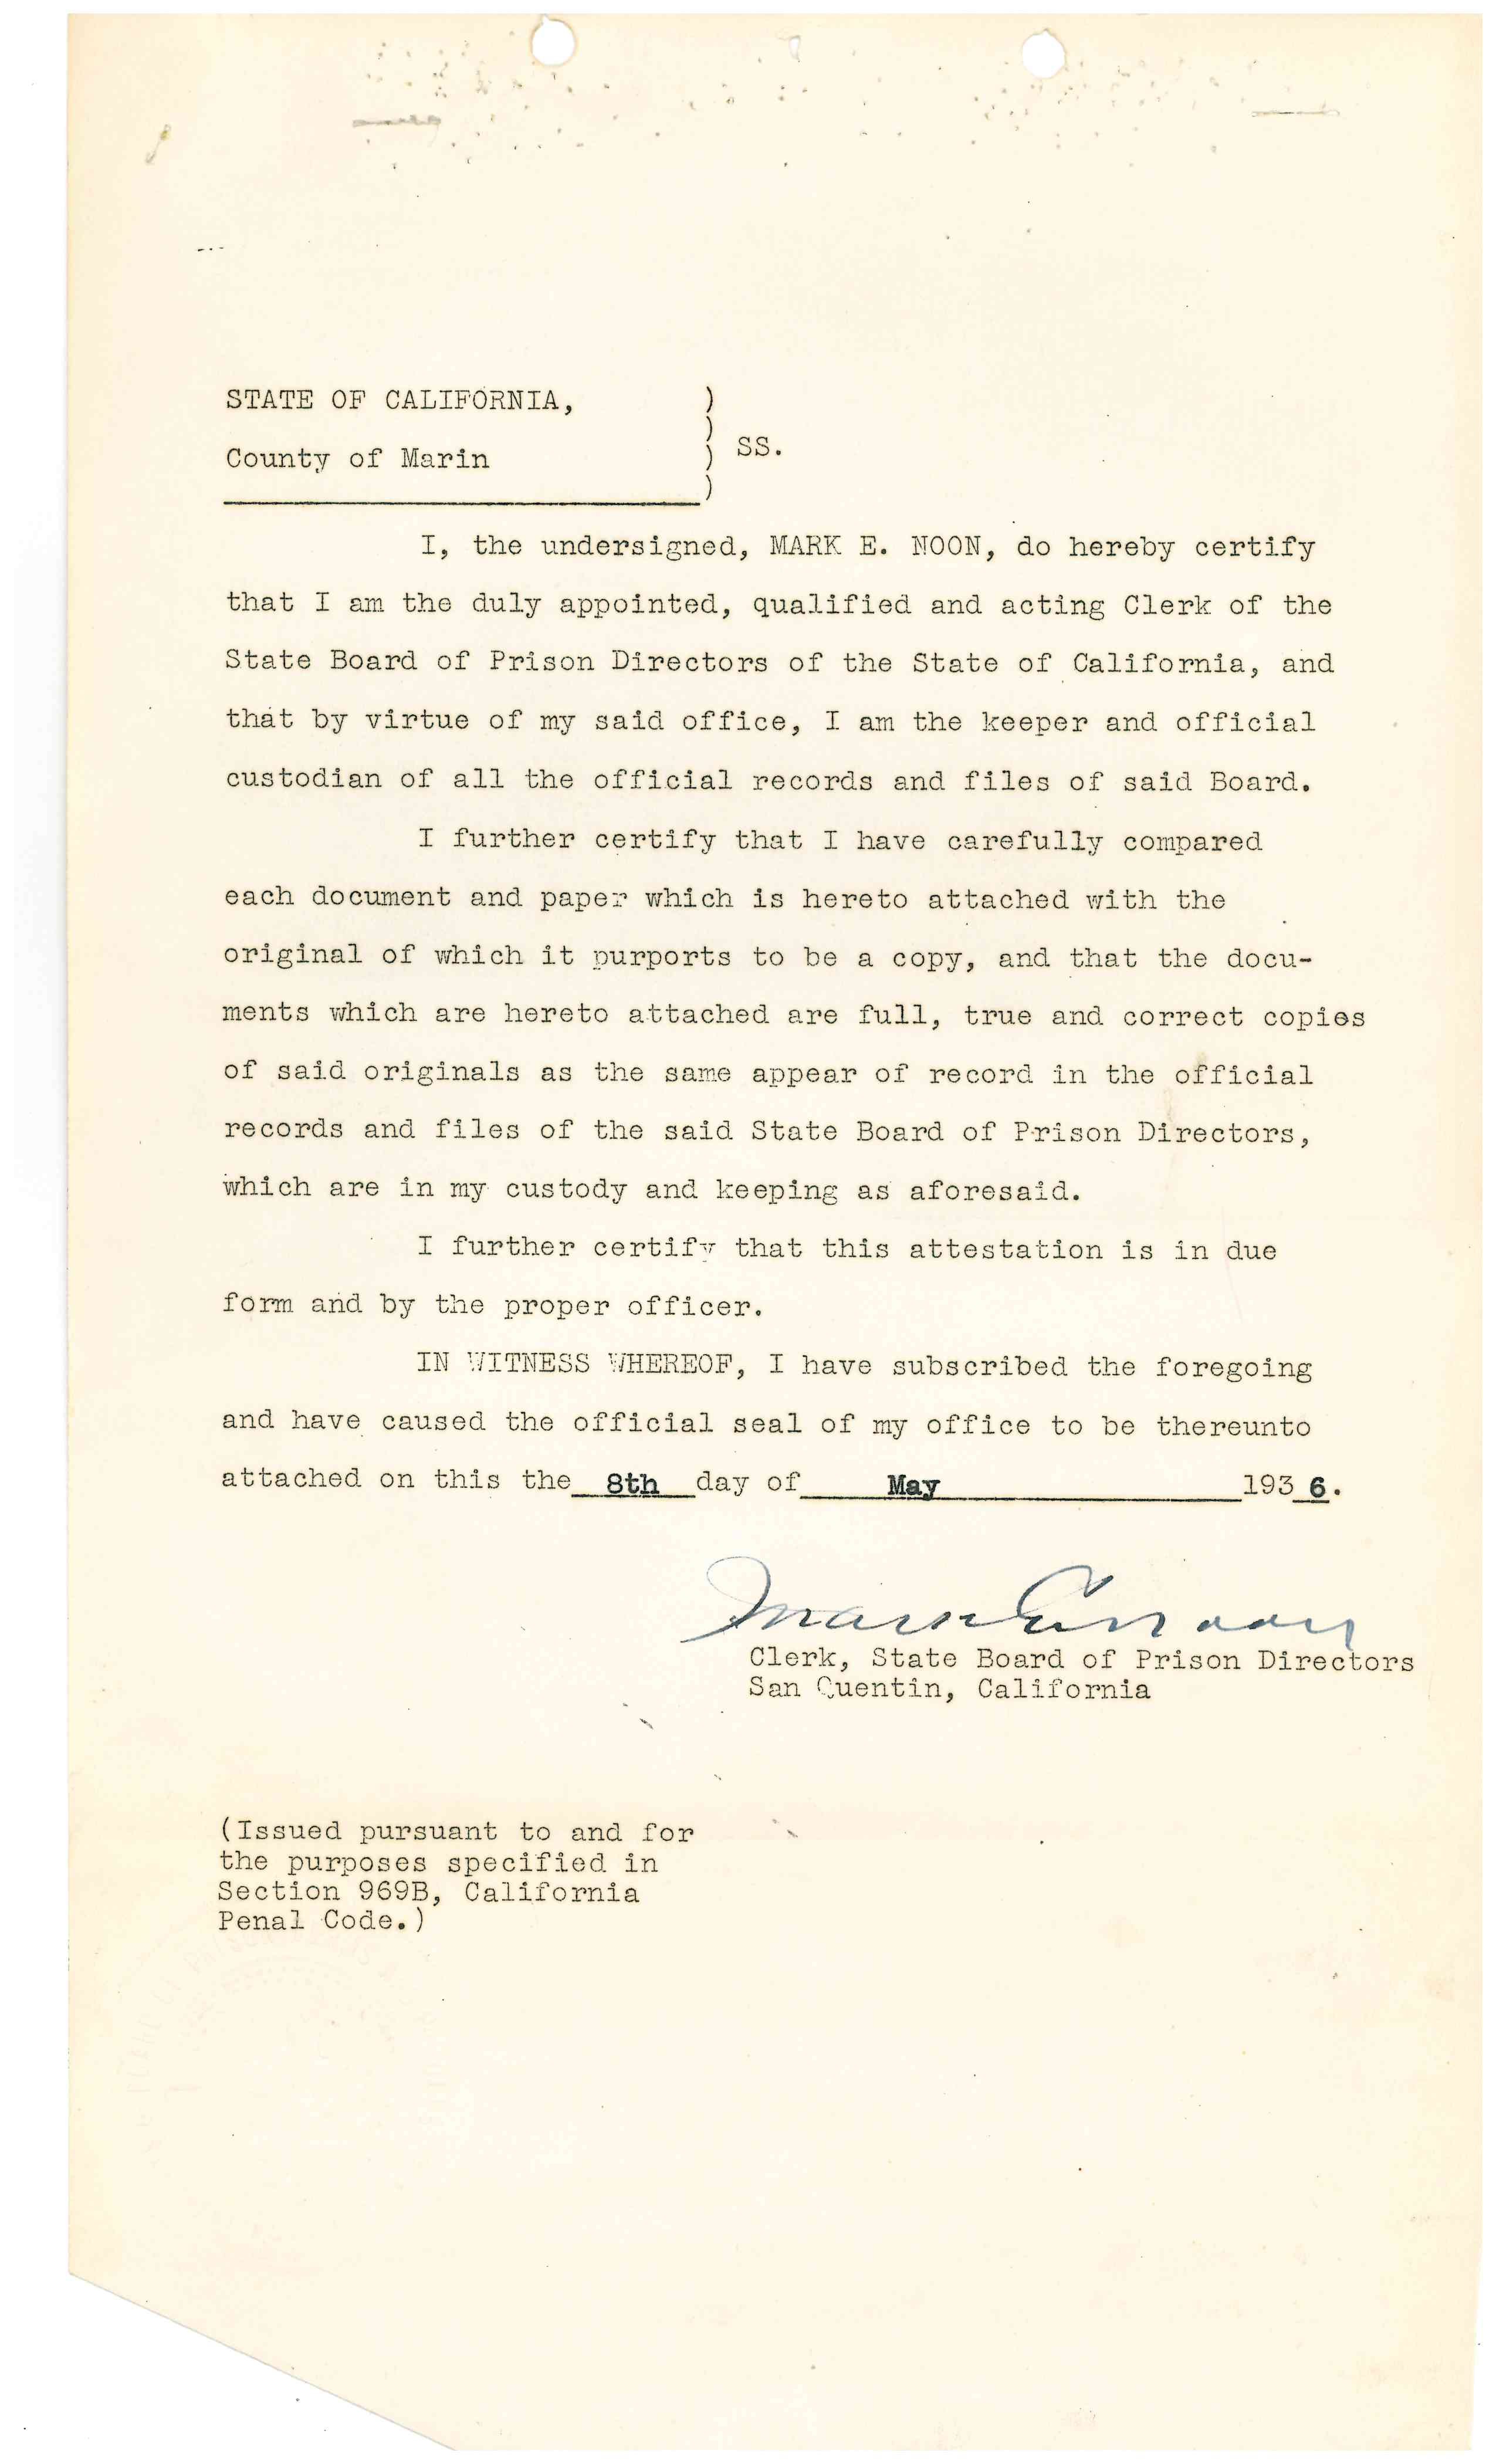 STATE OF CALIFORNIA, )
)
County of Marin ) SS.
)
I, the undersigned, MARK E. NOON, do hereby certify
that I am the duly appointed, qualified and acting Clerk of the
State Board of Prison Directors of the State of California, and
that by virtue of my said office, I am the keeper and official
custodian of all the official records and files of said Board.
I further certify that I have carefully compared
each document and paper which is hereto attached with the
original of which it purports to be a copy, and that the docu-
ments which are hereto attached are full, true and correct copies
of said originals as the same appear of record in the official
records and files of the said State Board of Prison Directors,
which are in my custody and keeping as aforesaid.
I further certify that this attestation is in due
form and by the proper officer.
IN WITNESS WHEREOF, I have subscribed the foregoing
and have caused the official seal of my office to be thereunto
attached on this the 8th day of May 193 6.
Mark E Noon
Clerk, State Board of Prison Directors
San Quentin, California
(Issued pursuant to and for
the purposes specified in
Section 969B, California
Penal Code.)